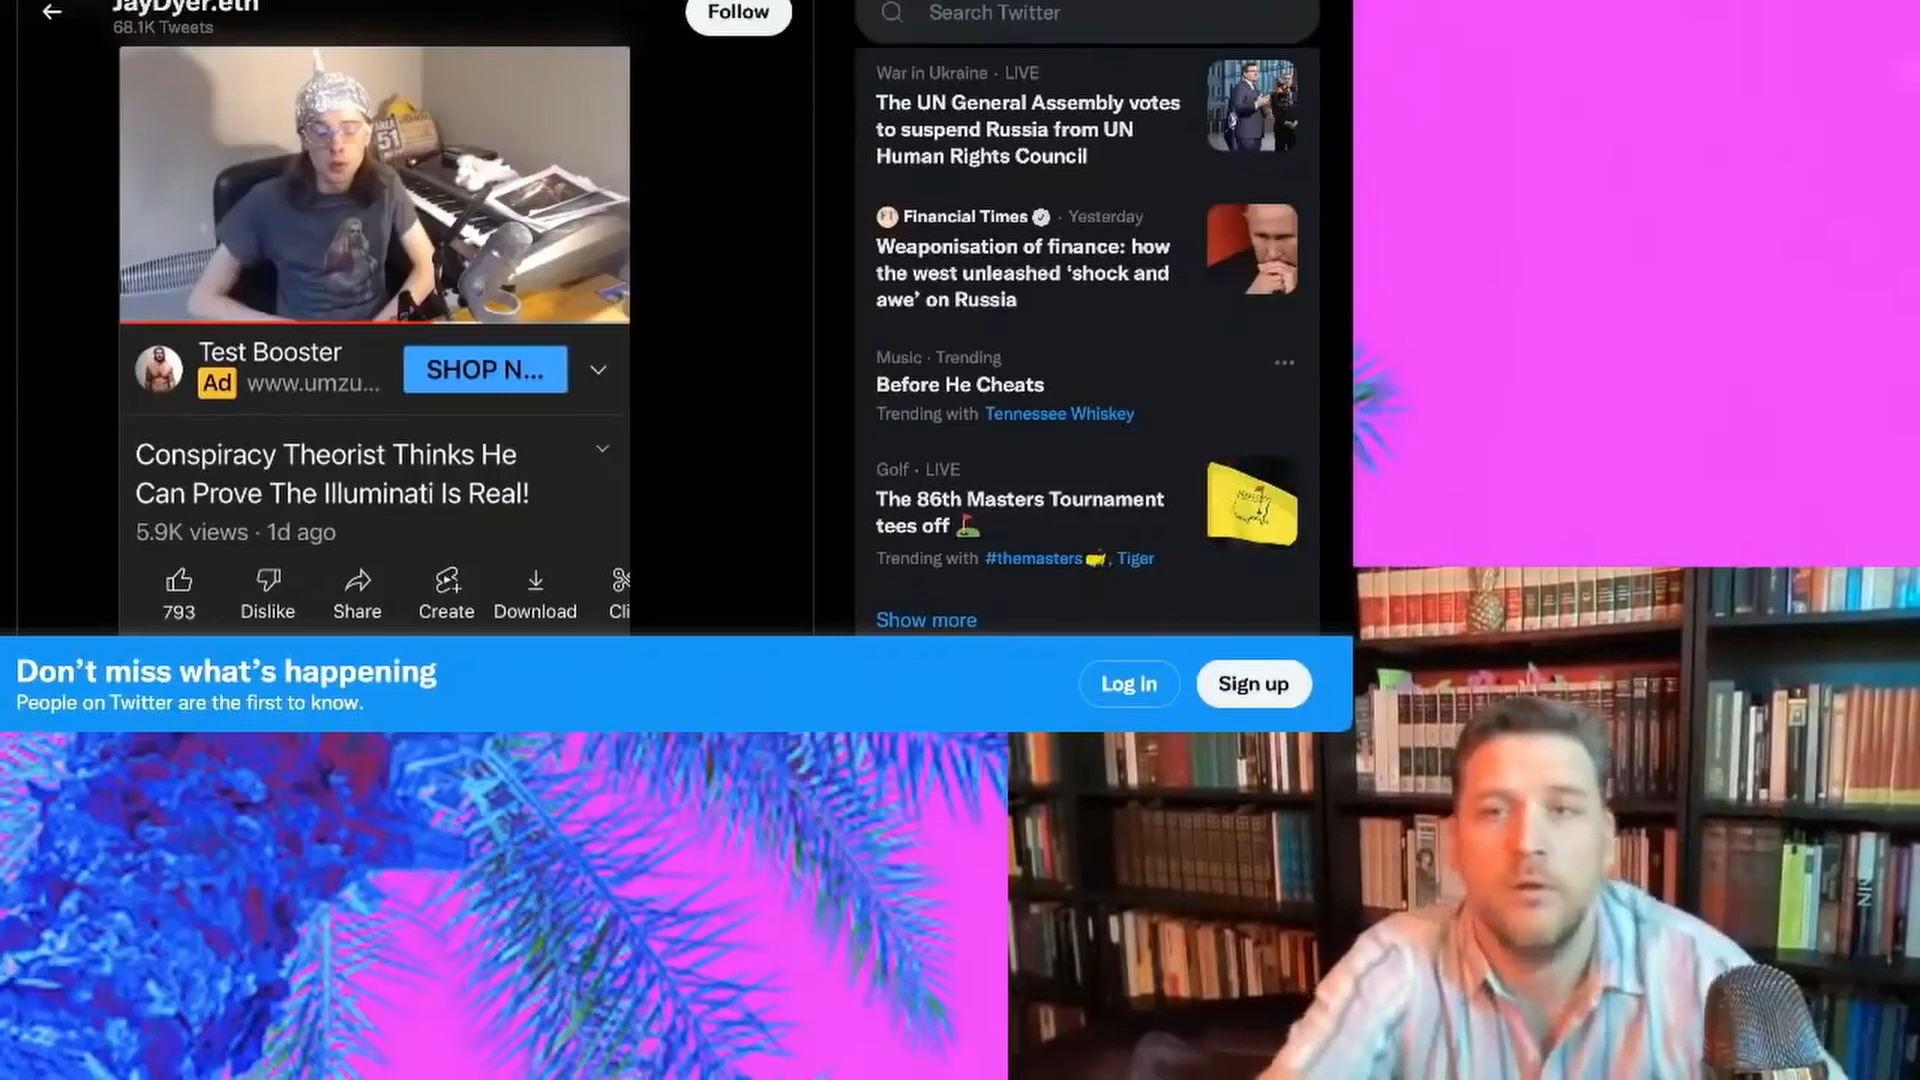 JayDyer.eth
68.1K Tweets
Follow
AREA
51
Test Booster
Ad www.umzu...
SHOP N...
Conspiracy Theorist Thinks He
Can Prove The Illuminati Is Real!
5.9K views · 1d ago
793
Dislike
Share
Create
Download
Cli
Search Twitter
War in Ukraine · LIVE
The UN General Assembly votes
to suspend Russia from UN
Human Rights Council
FT Financial Times · Yesterday
Weaponisation of finance: how
the west unleashed ‘shock and
awe’ on Russia
Music · Trending
Before He Cheats
Trending with Tennessee Whiskey
Golf · LIVE
The 86th Masters Tournament
tees off
Trending with #themasters , Tiger
Show more
Don’t miss what’s happening
People on Twitter are the first to know.
Log in
Sign up